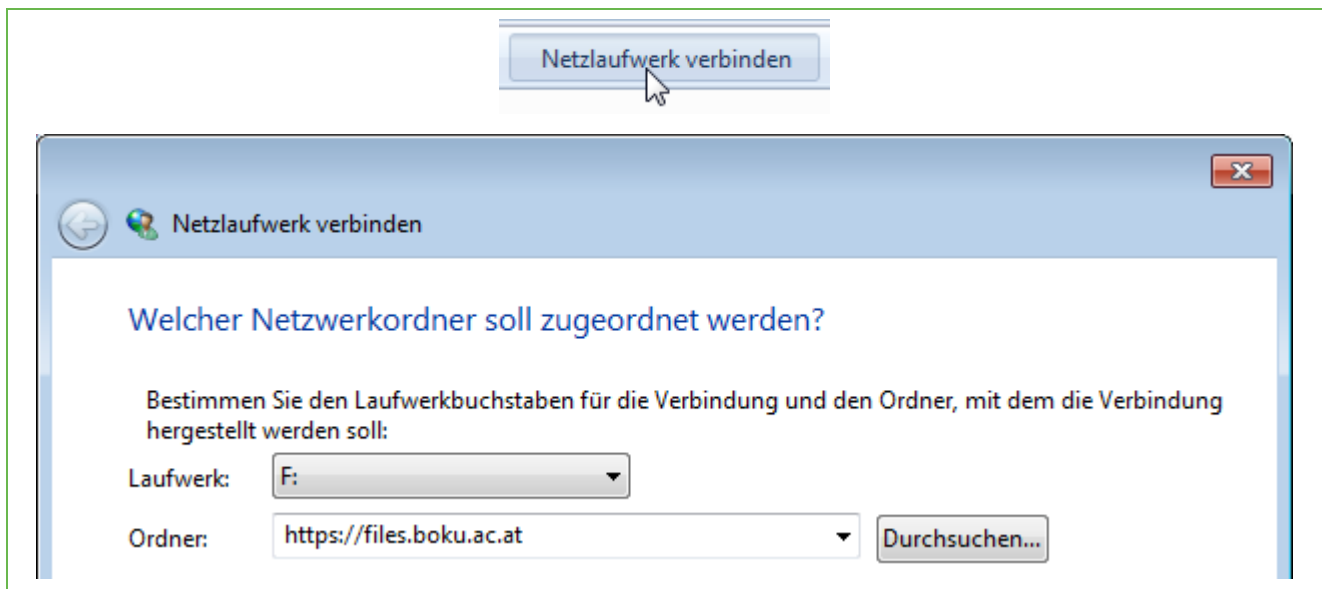 Netzlaufwerk verbinden
Netzlaufwerk verbinden
Welcher Netzwerkordner soll zugeordnet werden?
Bestimmen Sie den Laufwerkbuchstaben für die Verbindung und den Ordner, mit dem die Verbindung
hergestellt werden soll:
Laufwerk: F:
Ordner: https://files.boku.ac.at Durchsuchen...